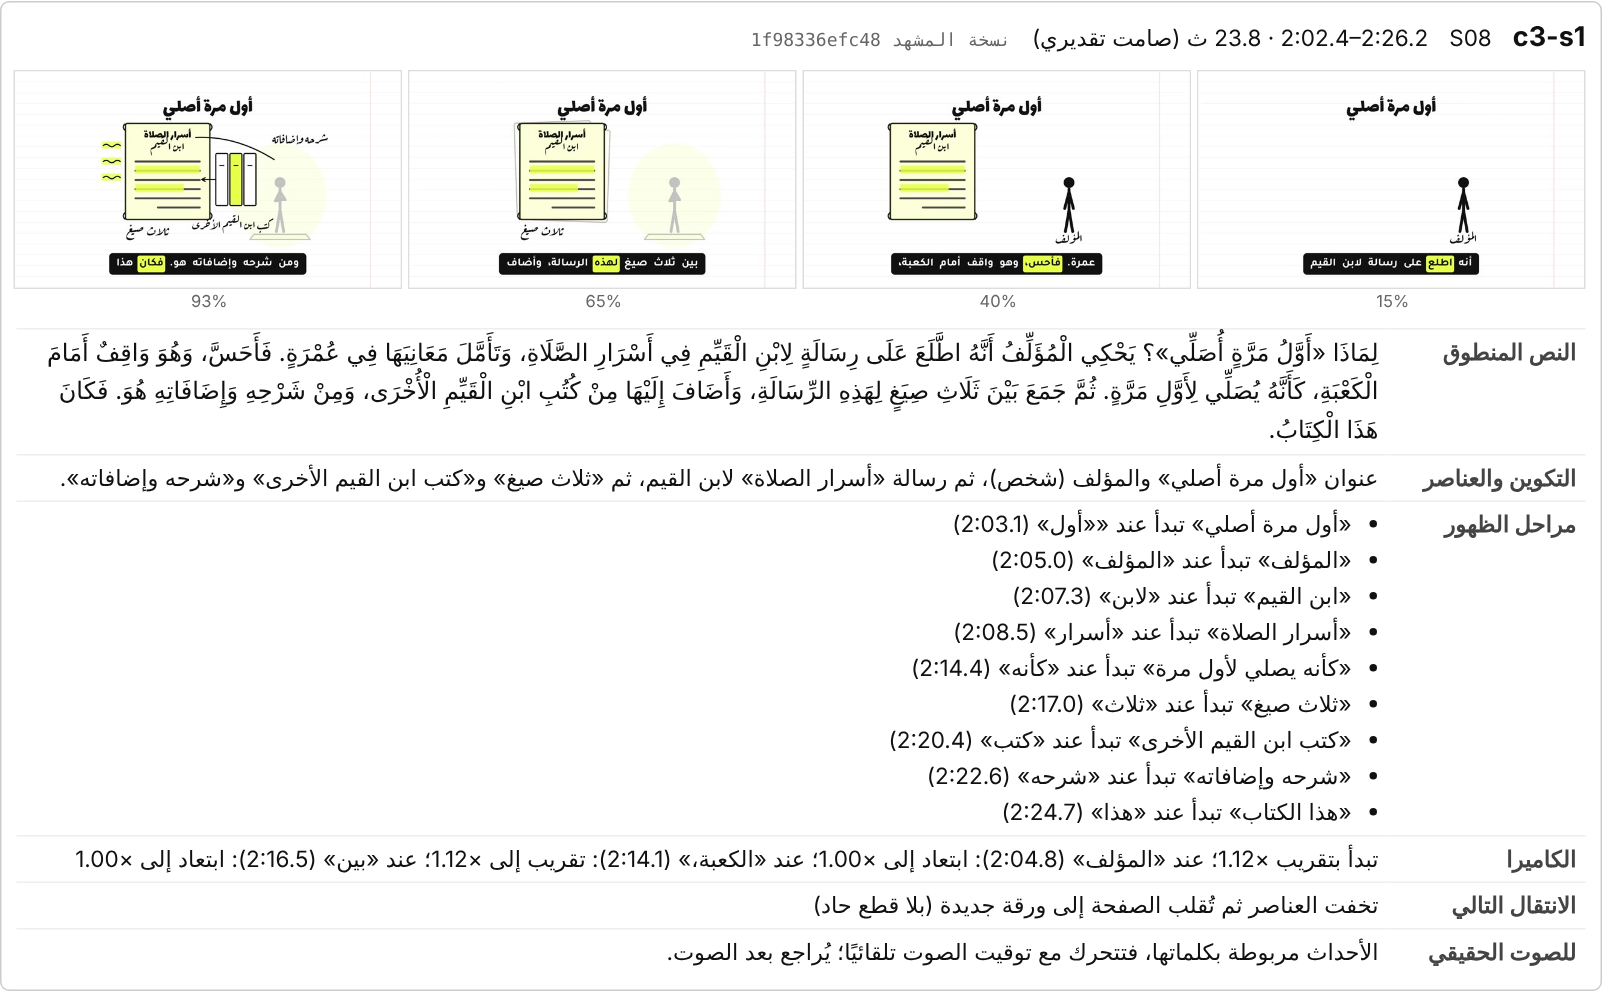 c3-s1 S08 2:02.4–2:26.2 · 23.8 ث (صامت تقديري) نسخة المشهد 1f98336efc48
أول مرة أصلي
المؤلف
أنه اطلع على رسالة لابن القيم
15%
أول مرة أصلي
أسرار الصلاة
ابن القيم
المؤلف
عمرة. فأحس، وهو واقف أمام الكعبة،
40%
أول مرة أصلي
أسرار الصلاة
ابن القيم
ثلاث صيغ
بين ثلاث صيغ لهذه الرسالة، وأضاف
65%
أول مرة أصلي
شرحه وإضافاته
أسرار الصلاة
ابن القيم
كتب ابن القيم الأخرى
ثلاث صيغ
ومن شرحه وإضافاته هو. فكان هذا
93%
النص المنطوق
لِمَاذَا «أَوَّلُ مَرَّةٍ أُصَلِّي»؟ يَحْكِي الْمُؤَلِّفُ أَنَّهُ اطَّلَعَ عَلَى رِسَالَةٍ لِابْنِ الْقَيِّمِ فِي أَسْرَارِ الصَّلَاةِ، وَتَأَمَّلَ مَعَانِيَهَا فِي عُمْرَةٍ. فَأَحَسَّ، وَهُوَ وَاقِفٌ أَمَامَ
الْكَعْبَةِ، كَأَنَّهُ يُصَلِّي لِأَوَّلِ مَرَّةٍ. ثُمَّ جَمَعَ بَيْنَ ثَلَاثِ صِيَغٍ لِهَذِهِ الرِّسَالَةِ، وَأَضَافَ إِلَيْهَا مِنْ كُتُبِ ابْنِ الْقَيِّمِ الْأُخْرَى، وَمِنْ شَرْحِهِ وَإِضَافَاتِهِ هُوَ. فَكَانَ
هَذَا الْكِتَابُ.
التكوين والعناصر
عنوان «أول مرة أصلي» والمؤلف (شخص)، ثم رسالة «أسرار الصلاة» لابن القيم، ثم «ثلاث صيغ» و«كتب ابن القيم الأخرى» و«شرحه وإضافاته».
مراحل الظهور
• «أول مرة أصلي» تبدأ عند ««أول» (2:03.1)
• «المؤلف» تبدأ عند «المؤلف» (2:05.0)
• «ابن القيم» تبدأ عند «لابن» (2:07.3)
• «أسرار الصلاة» تبدأ عند «أسرار» (2:08.5)
• «كأنه يصلي لأول مرة» تبدأ عند «كأنه» (2:14.4)
• «ثلاث صيغ» تبدأ عند «ثلاث» (2:17.0)
• «كتب ابن القيم الأخرى» تبدأ عند «كتب» (2:20.4)
• «شرحه وإضافاته» تبدأ عند «شرحه» (2:22.6)
• «هذا الكتاب» تبدأ عند «هذا» (2:24.7)
الكاميرا
تبدأ بتقريب ×1.12؛ عند «المؤلف» (2:04.8): ابتعاد إلى ×1.00؛ عند «الكعبة،» (2:14.1): تقريب إلى ×1.12؛ عند «بين» (2:16.5): ابتعاد إلى ×1.00
الانتقال التالي
تخفت العناصر ثم تُقلب الصفحة إلى ورقة جديدة (بلا قطع حاد)
للصوت الحقيقي
الأحداث مربوطة بكلماتها، فتتحرك مع توقيت الصوت تلقائيًا؛ يُراجع بعد الصوت.